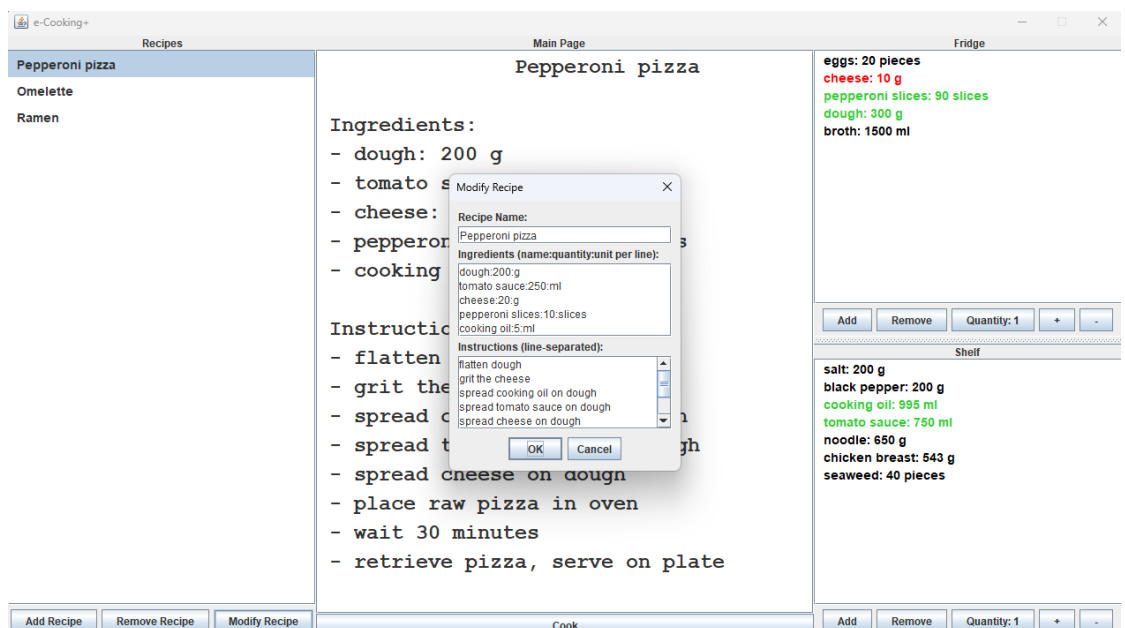 e-Cooking+
Recipes
Pepperoni pizza
Omelette
Ramen
Add Recipe
Remove Recipe
Modify Recipe
Main Page
Pepperoni pizza
Ingredients:
- dough: 200 g
- tomato s
- cheese:
- pepperon s
- cooking
Instructio
- flatten
- grit the
- spread c
- spread t gh
- spread cheese on dough
- place raw pizza in oven
- wait 30 minutes
- retrieve pizza, serve on plate
Cook
Modify Recipe
Recipe Name:
Pepperoni pizza
Ingredients (name:quantity:unit per line):
dough:200:g
tomato sauce:250:ml
cheese:20:g
pepperoni slices:10:slices
cooking oil:5:ml
Instructions (line-separated):
flatten dough
grit the cheese
spread cooking oil on dough
spread tomato sauce on dough
spread cheese on dough
OK
Cancel
Fridge
eggs: 20 pieces
cheese: 10 g
pepperoni slices: 90 slices
dough: 300 g
broth: 1500 ml
Add
Remove
Quantity: 1
+
-
Shelf
salt: 200 g
black pepper: 200 g
cooking oil: 995 ml
tomato sauce: 750 ml
noodle: 650 g
chicken breast: 543 g
seaweed: 40 pieces
Add
Remove
Quantity: 1
+
-